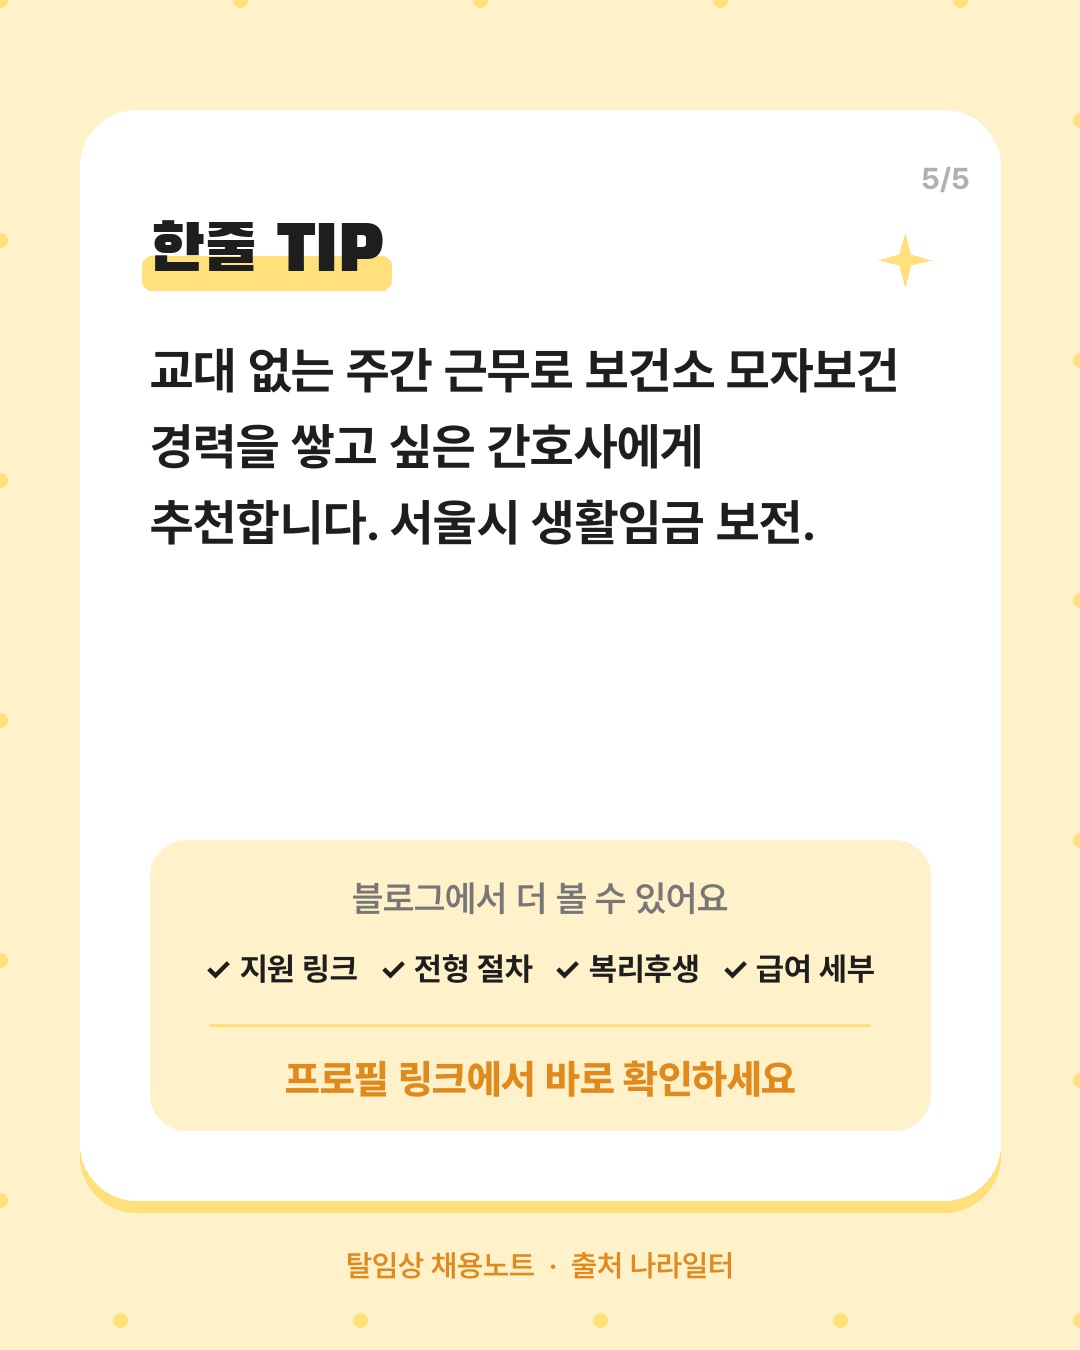 5/5
한줄 TIP
교대 없는 주간 근무로 보건소 모자보건
경력을 쌓고 싶은 간호사에게
추천합니다. 서울시 생활임금 보전.
블로그에서 더 볼 수 있어요
✓ 지원 링크 ✓ 전형 절차 ✓ 복리후생 ✓ 급여 세부
프로필 링크에서 바로 확인하세요
탈임상 채용노트 · 출처 나라일터